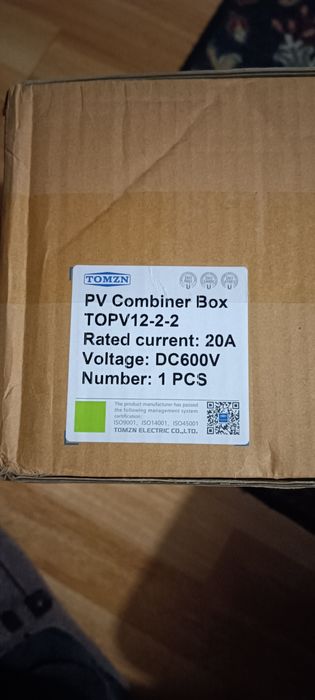 TOMZN
PV Combiner Box
TOPV12-2-2
Rated current: 20A
Voltage: DC600V
Number: 1 PCS
The product manufacturer has passed
the following management system
certification:
ISO9001, ISO14001, ISO45001
TOMZN ELECTRIC CO.,LTD.